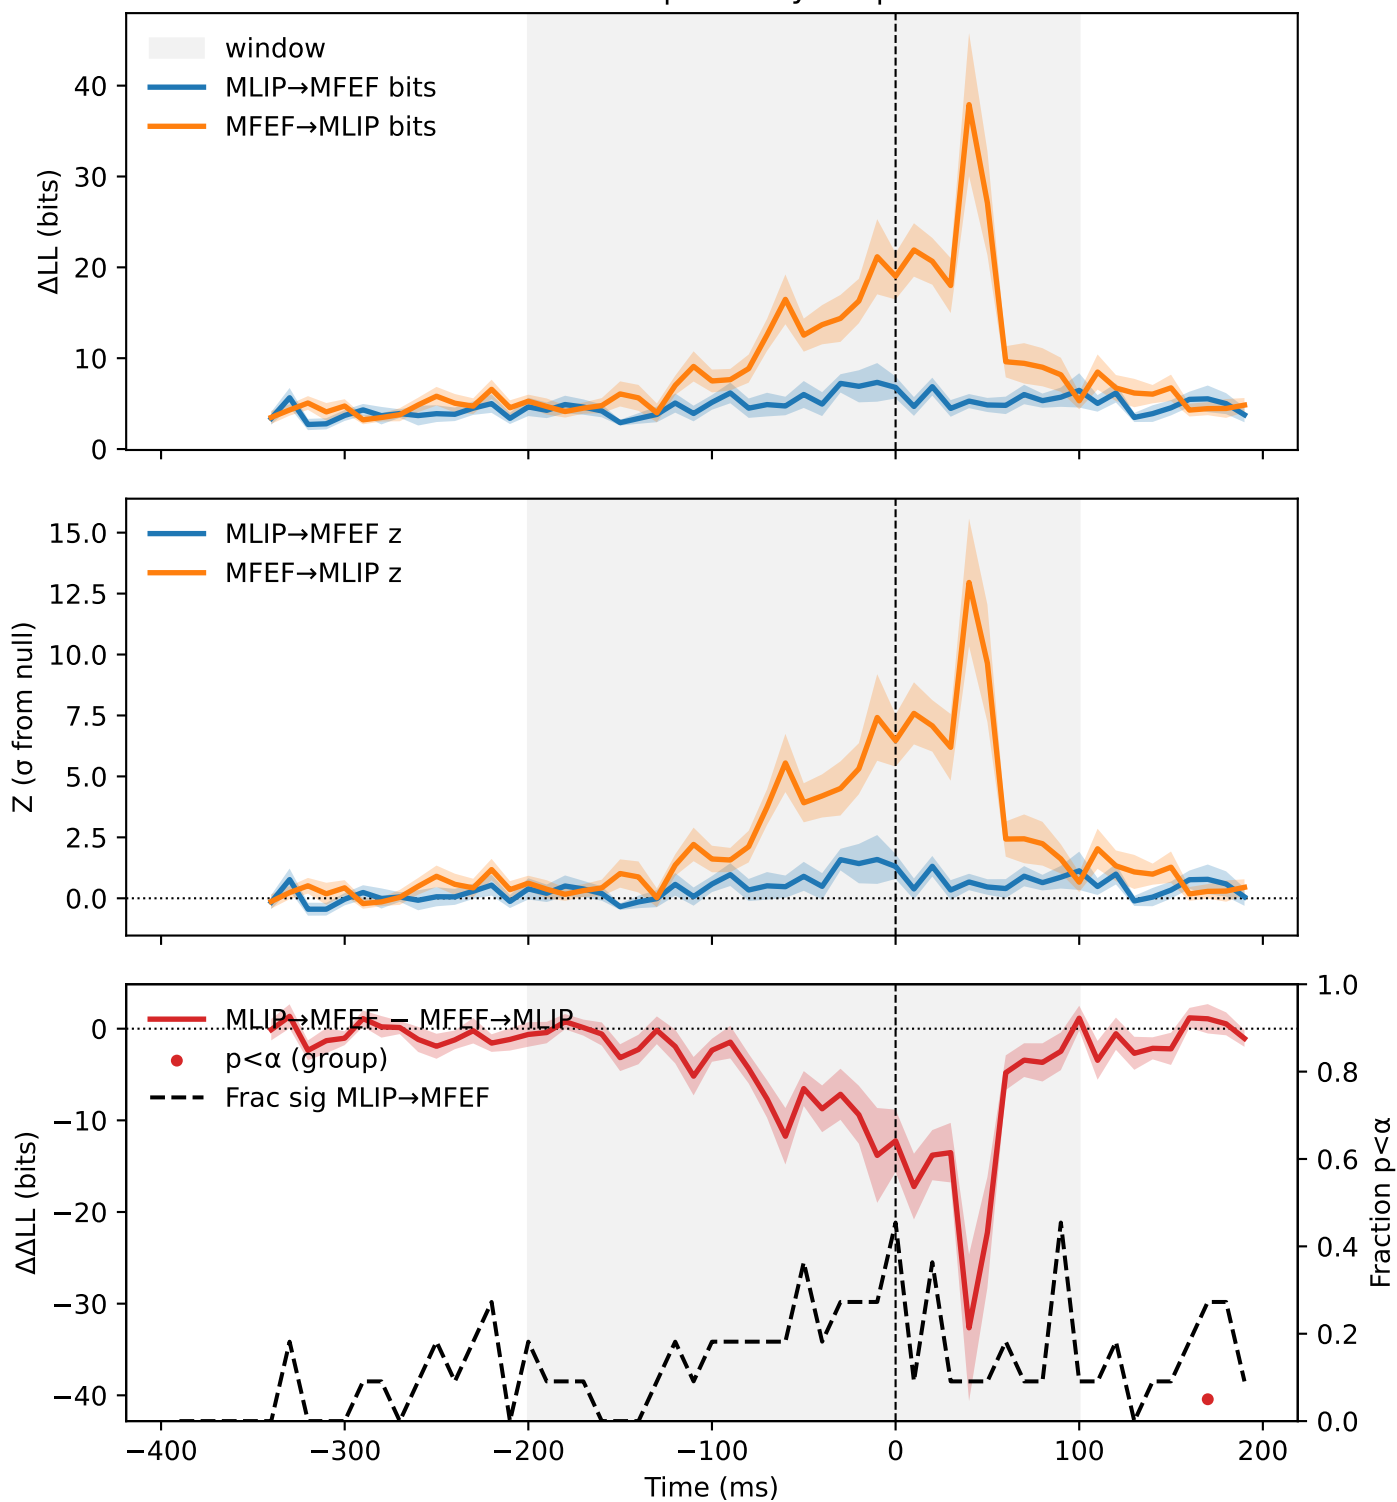 window
MLIP→MFEF bits
MFEF→MLIP bits
ΔLL (bits)
40
30
20
10
0
MLIP→MFEF z
MFEF→MLIP z
Z (σ from null)
15.0
12.5
10.0
7.5
5.0
2.5
0.0
MLIP→MFEF − MFEF→MLIP
p<α (group)
Frac sig MLIP→MFEF
ΔΔLL (bits)
0
−10
−20
−30
−40
1.0
0.8
0.6
0.4
0.2
0.0
Fraction p<α
−400 −300 −200 −100 0 100 200
Time (ms)